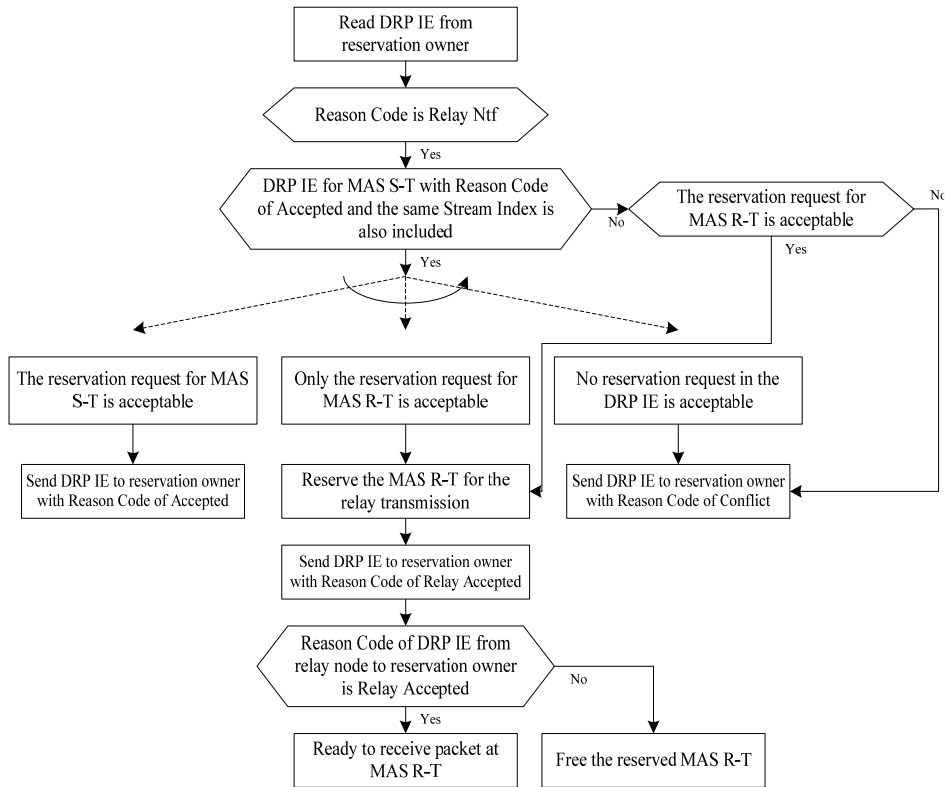 Read DRP IE from
reservation owner
Reason Code is Relay Ntf
Yes
DRP IE for MAS S-T with Reason Code
of Accepted and the same Stream Index is
also included
No
The reservation request for
MAS R-T is acceptable
No
Yes
Yes
The reservation request for MAS
S-T is acceptable
Only the reservation request for
MAS R-T is acceptable
No reservation request in the
DRP IE is acceptable
Send DRP IE to reservation owner
with Reason Code of Accepted
Reserve the MAS R-T for the
relay transmission
Send DRP IE to reservation owner
with Reason Code of Conflict
Send DRP IE to reservation owner
with Reason Code of Relay Accepted
Reason Code of DRP IE from
relay node to reservation owner
is Relay Accepted
No
Yes
Ready to receive packet at
MAS R-T
Free the reserved MAS R-T